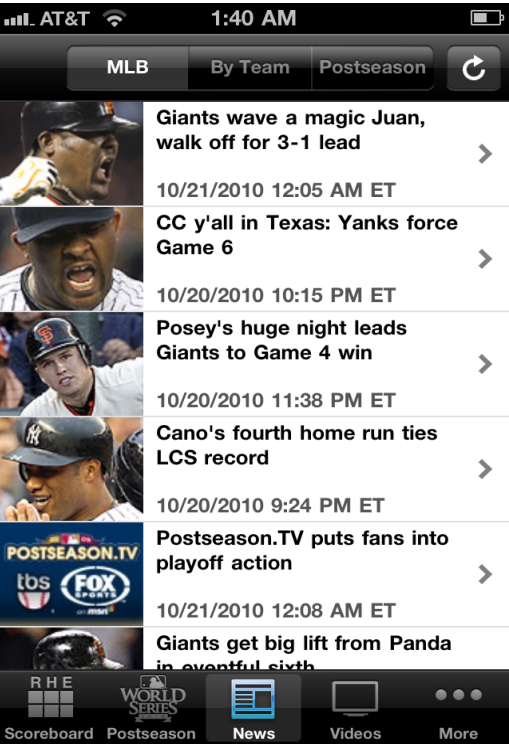 AT&T 1:40 AM
MLB By Team Postseason
Giants wave a magic Juan,
walk off for 3-1 lead
10/21/2010 12:05 AM ET
CC y'all in Texas: Yanks force
Game 6
10/20/2010 10:15 PM ET
Posey's huge night leads
Giants to Game 4 win
10/20/2010 11:38 PM ET
Cano's fourth home run ties
LCS record
10/20/2010 9:24 PM ET
POSTSEASON.TV
tbs FOX
SPORTS
on msn
Postseason.TV puts fans into
playoff action
10/21/2010 12:08 AM ET
Giants get big lift from Panda
in eventful sixth
RHE
WORLD
SERIES
Scoreboard Postseason News Videos More